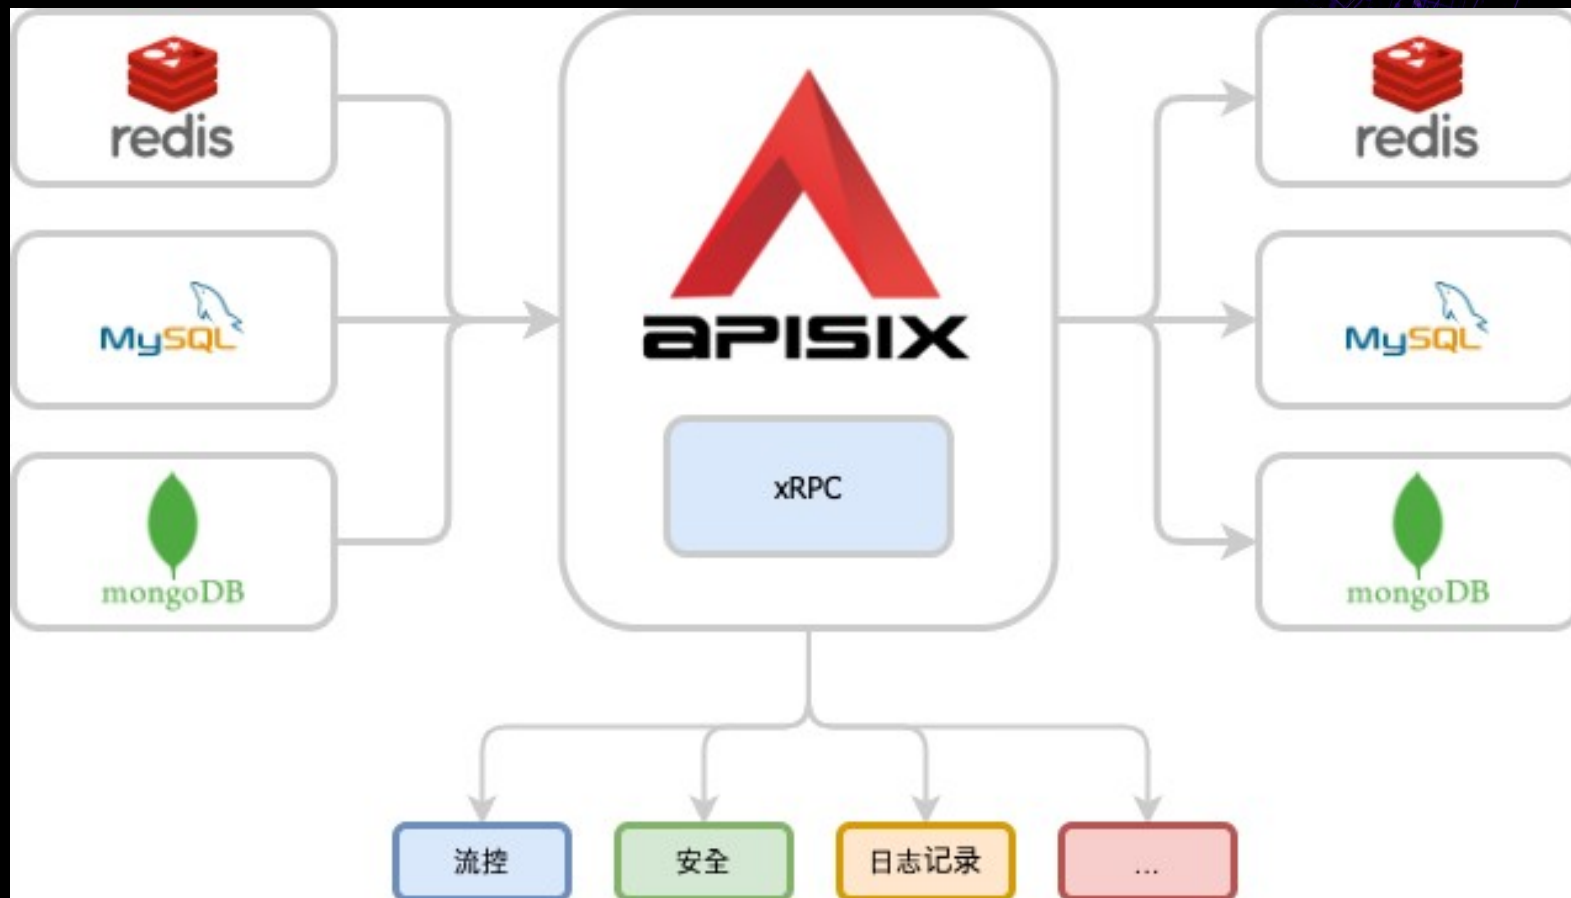 redis
MySQL
mongoDB
APISIX
xRPC
redis
MySQL
mongoDB
流控
安全
日志记录
...